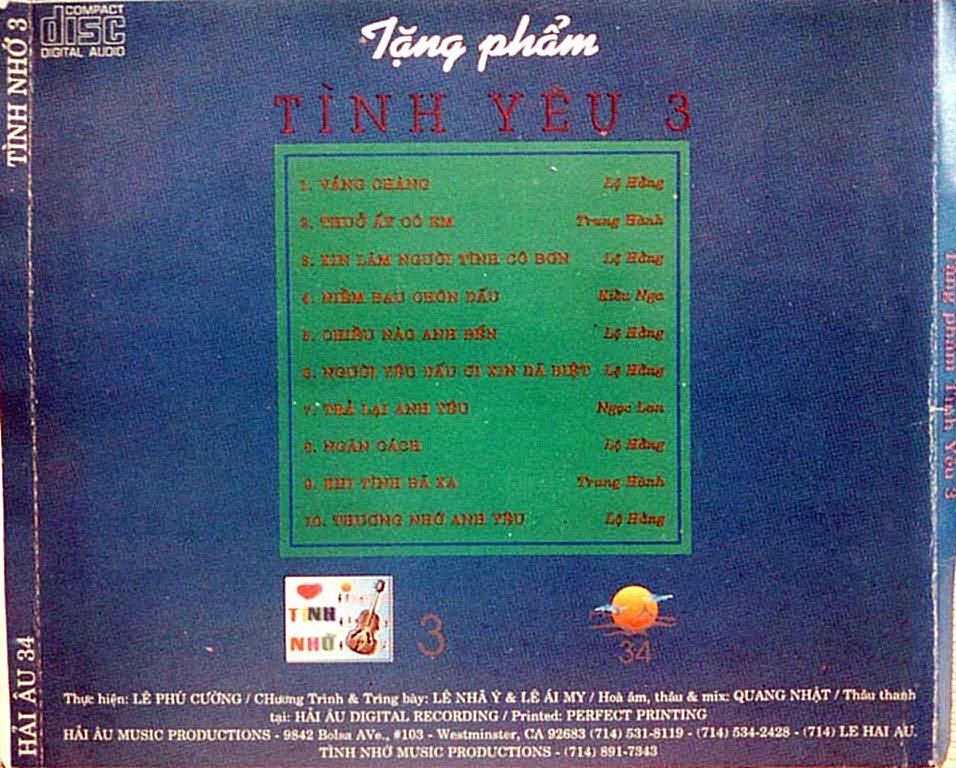 TÌNH NHỚ 3
COMPACT
disc
DIGITAL AUDIO
Tặng phẩm
TÌNH YÊU 3
1. VẮNG CHÀNG Lệ Hằng
2. THUỞ ẤY CÓ EM Trung Hành
3. XIN LÀM NGƯỜI TÌNH CÔ ĐƠN Lệ Hằng
4. NIỀM ĐAU CHÔN DẤU Kiều Nga
5. CHIỀU NÀO ANH ĐẾN Lệ Hằng
6. NGƯỜI YÊU DẤU ƠI XIN GIÃ BIỆT Lệ Hằng
7. TRẢ LẠI ANH YÊU Ngọc Lan
8. NGĂN CÁCH Lệ Hằng
9. KHI TÌNH ĐÃ XA Trung Hành
10. THƯƠNG NHỚ ANH YÊU Lệ Hằng
TÌNH
NHỚ
3
34
HẢI ÂU 34
Thực hiện: LÊ PHÚ CƯỜNG / CHương Trình & Trình bày: LÊ NHÃ Ý & LÊ ÁI MY / Hoà âm, thâu & mix: QUANG NHẬT / Thâu thanh
tại: HẢI ÂU DIGITAL RECORDING / Printed: PERFECT PRINTING
HẢI ÂU MUSIC PRODUCTIONS - 9842 Bolsa AVe., #103 - Westminster, CA 92683 (714) 531-8119 - (714) 534-2428 - (714) LE HAI AU.
TÌNH NHỚ MUSIC PRODUCTIONS - (714) 891-7343
Tặng phẩm Tình Yêu 3